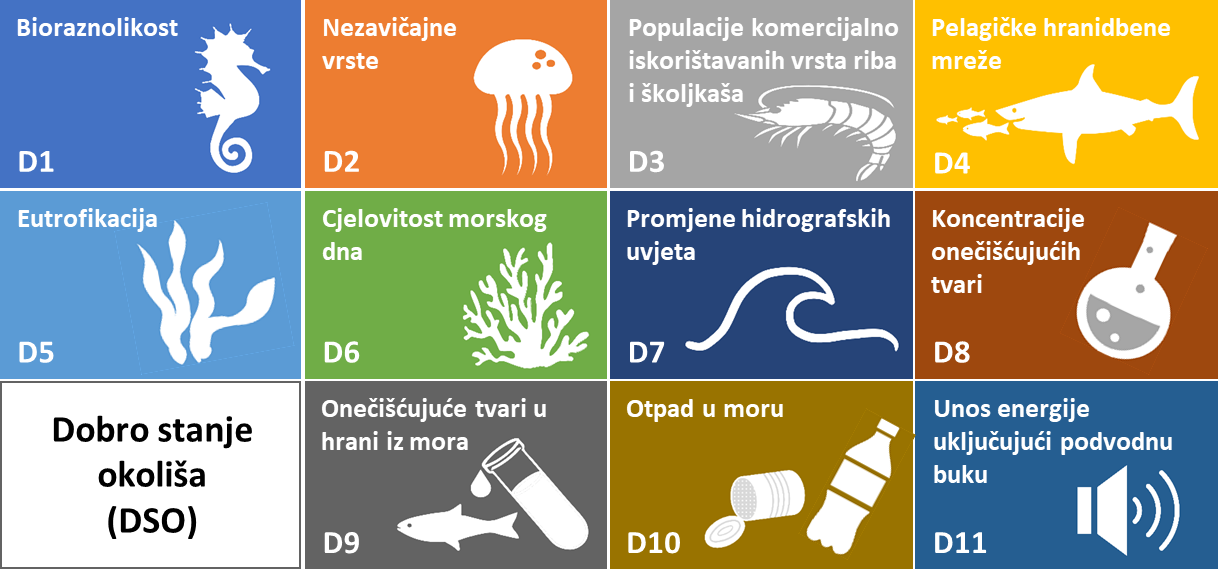 Bioraznolikost
D1
Nezavičajne
vrste
D2
Populacije komercijalno
iskorištavanih vrsta riba
i školjkaša
D3
Pelagičke hranidbene
mreže
D4
Eutrofikacija
D5
Cjelovitost morskog
dna
D6
Promjene hidrografskih
uvjeta
D7
Koncentracije
onečišćujućih
tvari
D8
Dobro stanje
okoliša
(DSO)
Onečišćujuće tvari u
hrani iz mora
D9
Otpad u moru
D10
Unos energije
uključujući podvodnu
buku
D11